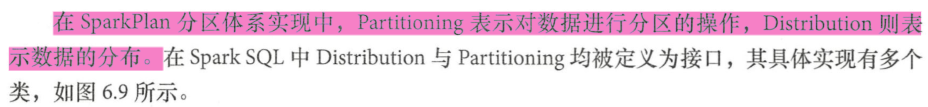 在 SparkPlan 分区体系实现中，Partitioning 表示对数据进行分区的操作，Distribution 则表
示数据的分布。在 Spark SQL 中 Distribution 与 Partitioning 均被定义为接口，其具体实现有多个
类，如图 6.9 所示。